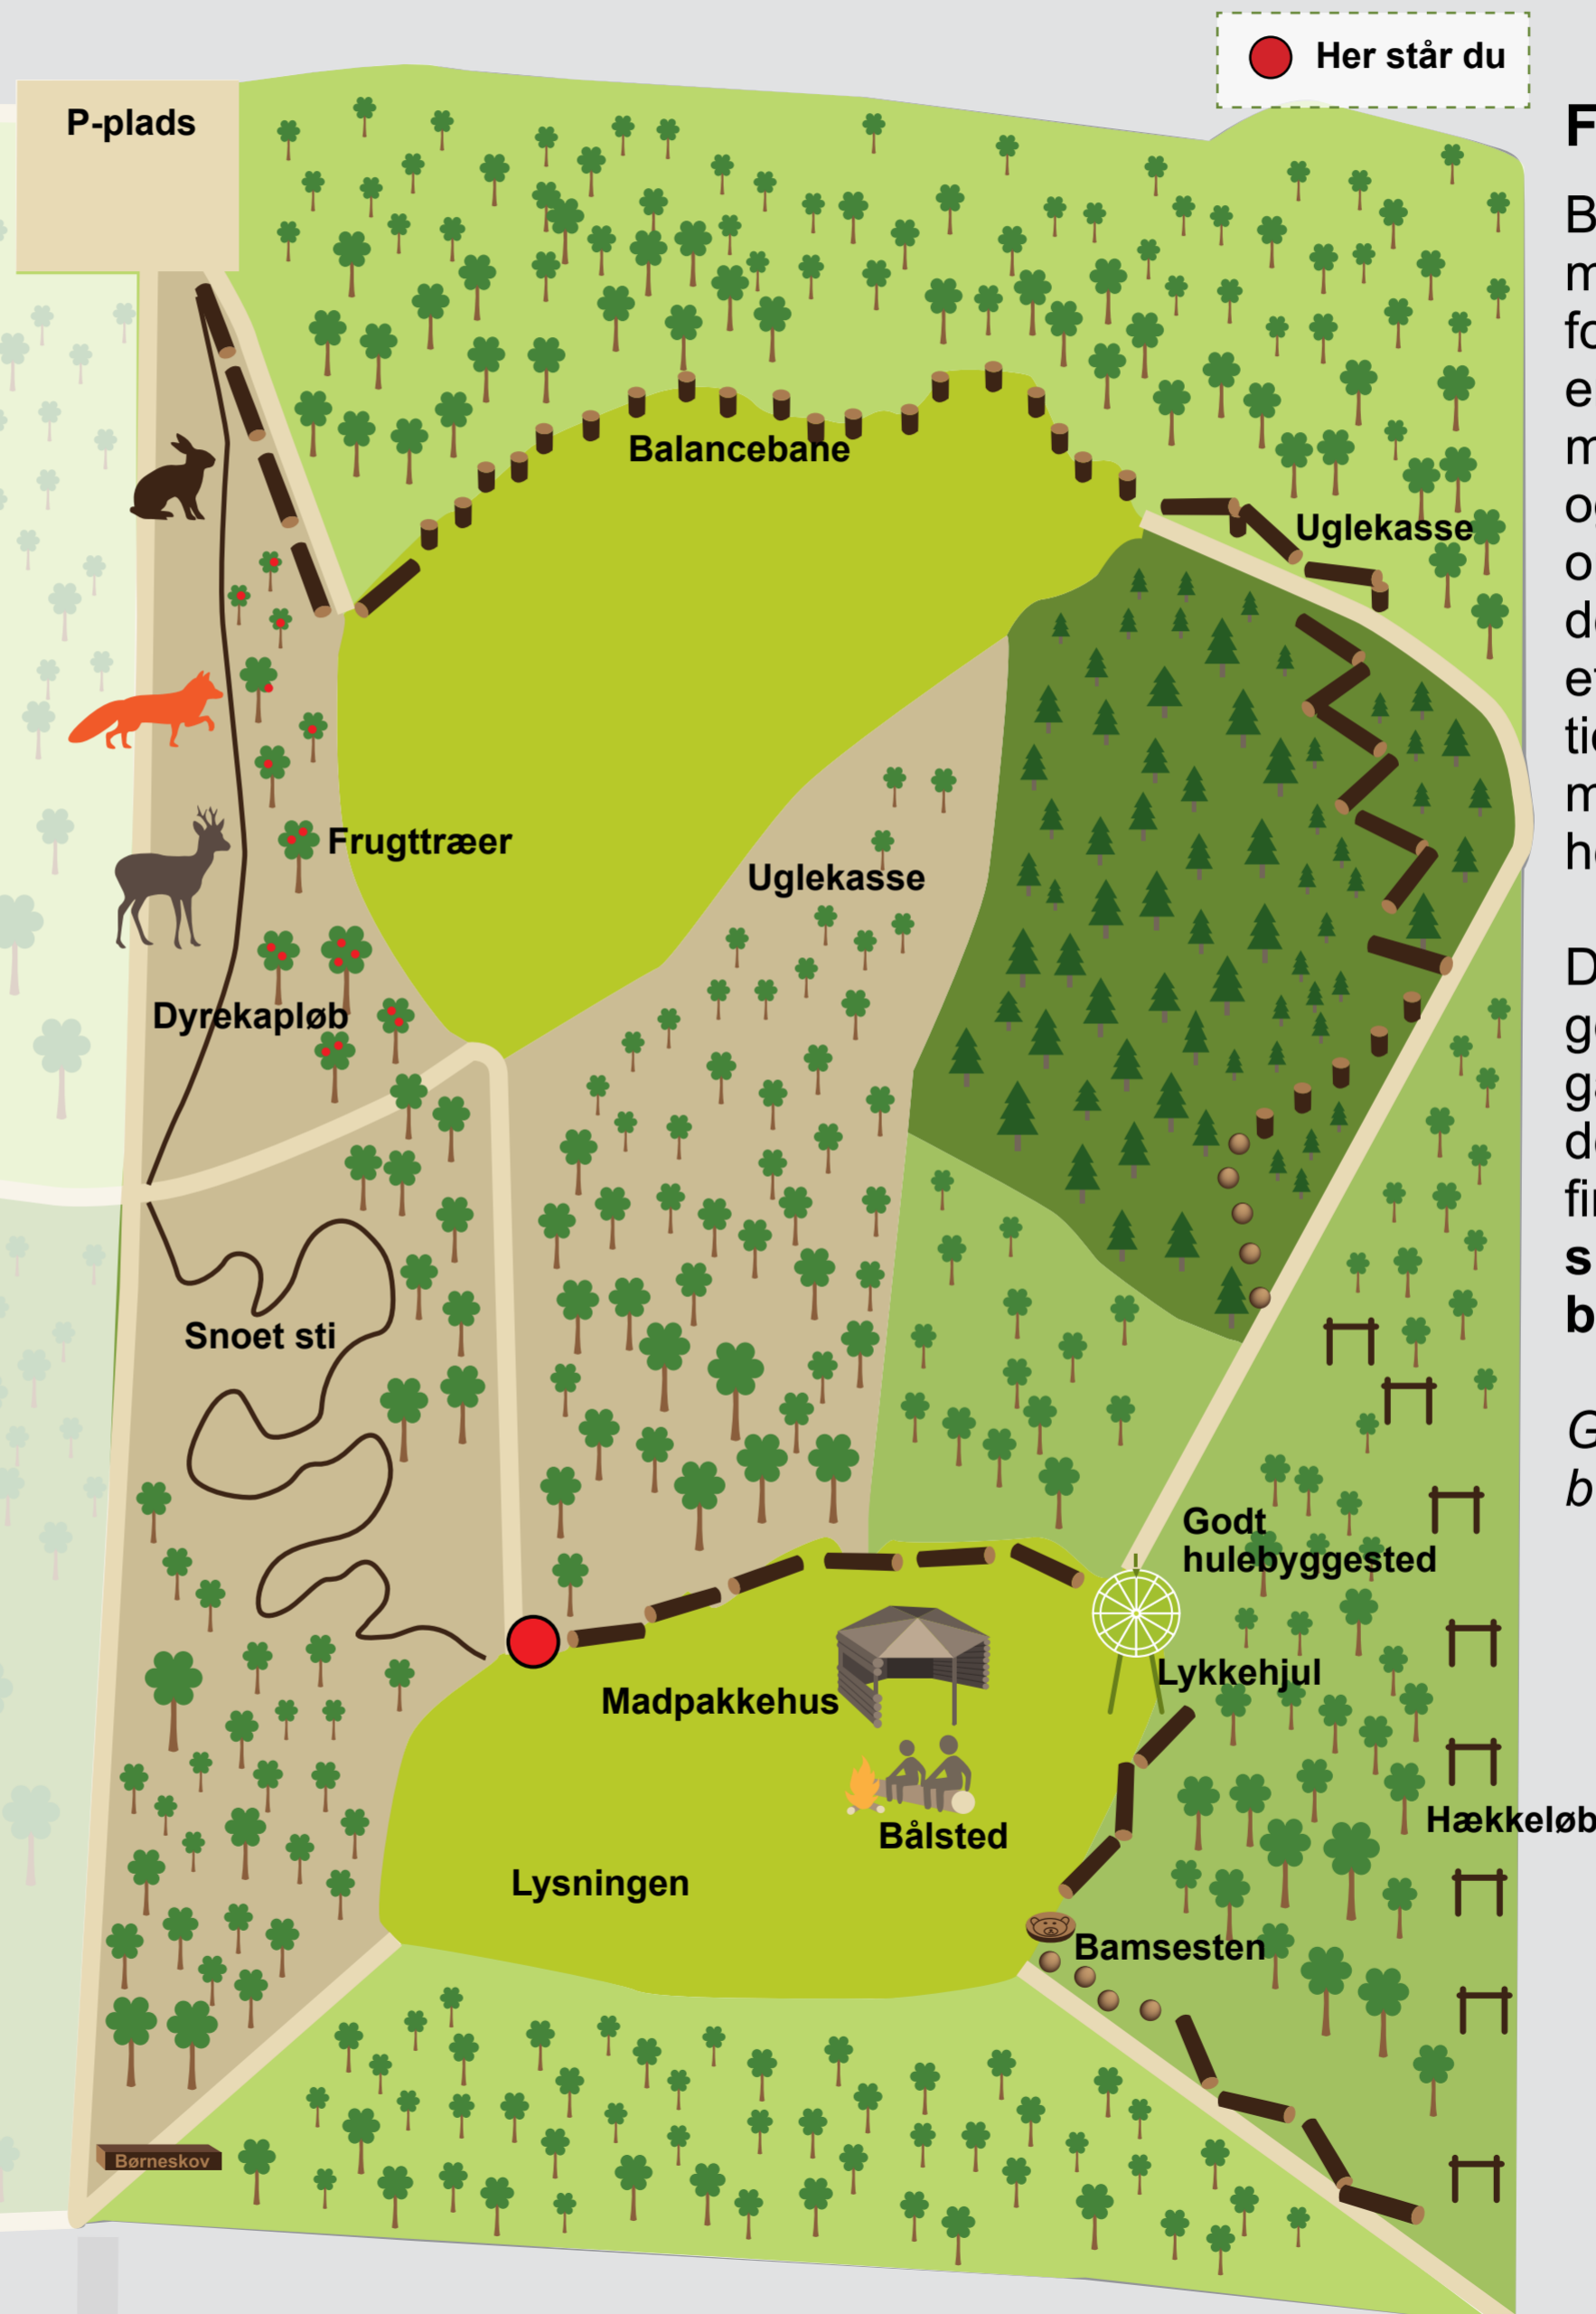 Her står du
P-plads
Balancebane
Uglekasse
Frugttræer
Uglekasse
Dyrekapløb
Snoet sti
Godt
hulebyggested
Lykkehjul
Madpakkehus
Hækkeløb
Bålsted
Lysningen
Bamsesten
Børneskov